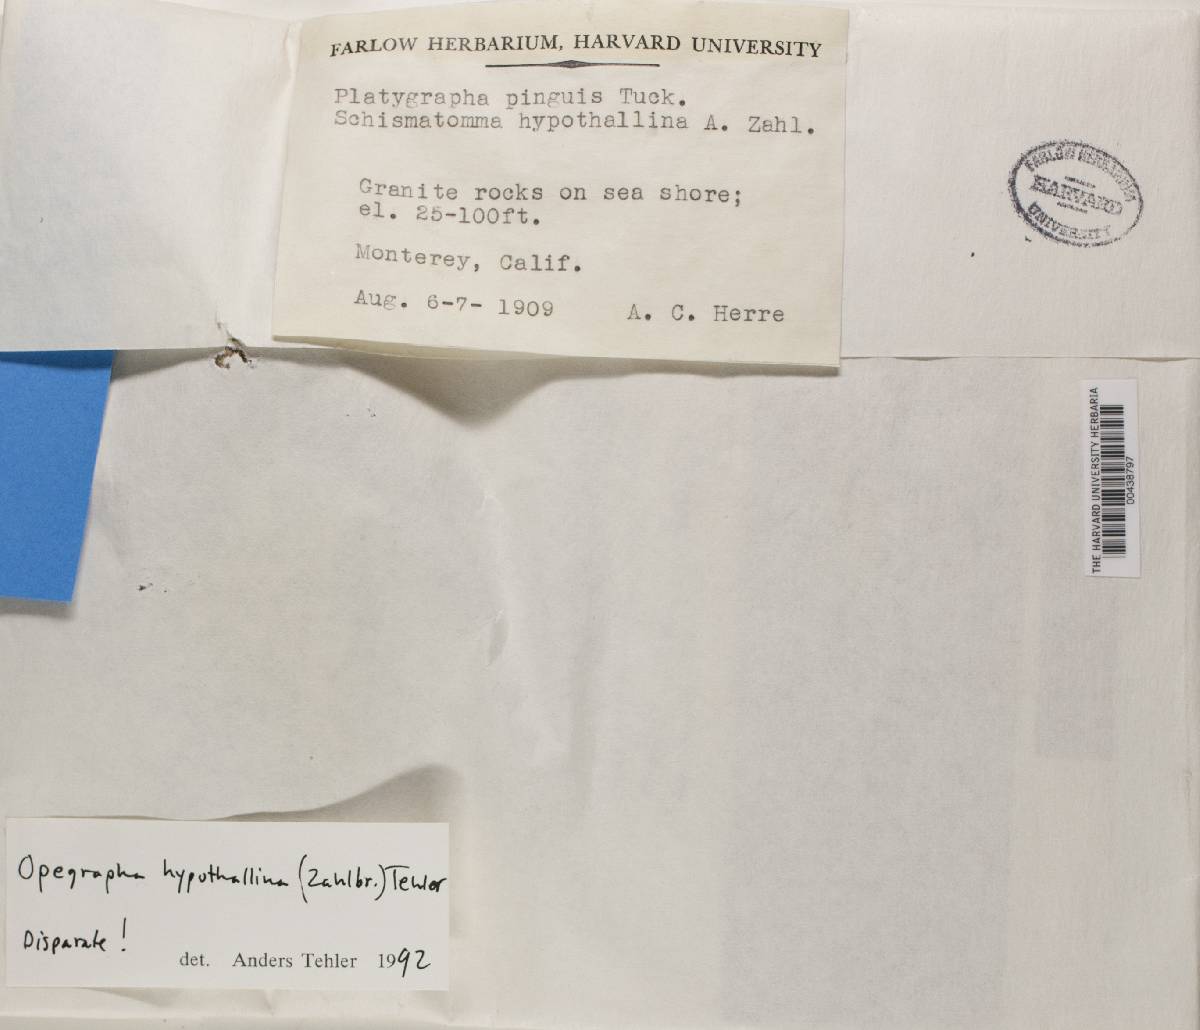 FARLOW HERBARIUM, HARVARD UNIVERSITY
Platygrapha pinguis Tuck.
Schismatomma hypothallina A. Zahl.
Granite rocks on sea shore;
el. 25-100ft.
Monterey, Calif.
Aug. 6-7- 1909 A. C. Herre
FARLOW HERBARIUM
HARVARD
UNIVERSITY
THE HARVARD UNIVERSITY HERBARIA
00438797
Opegrapha hypothallina (Zahlbr.) Tehler
Disparate!
det. Anders Tehler 1992